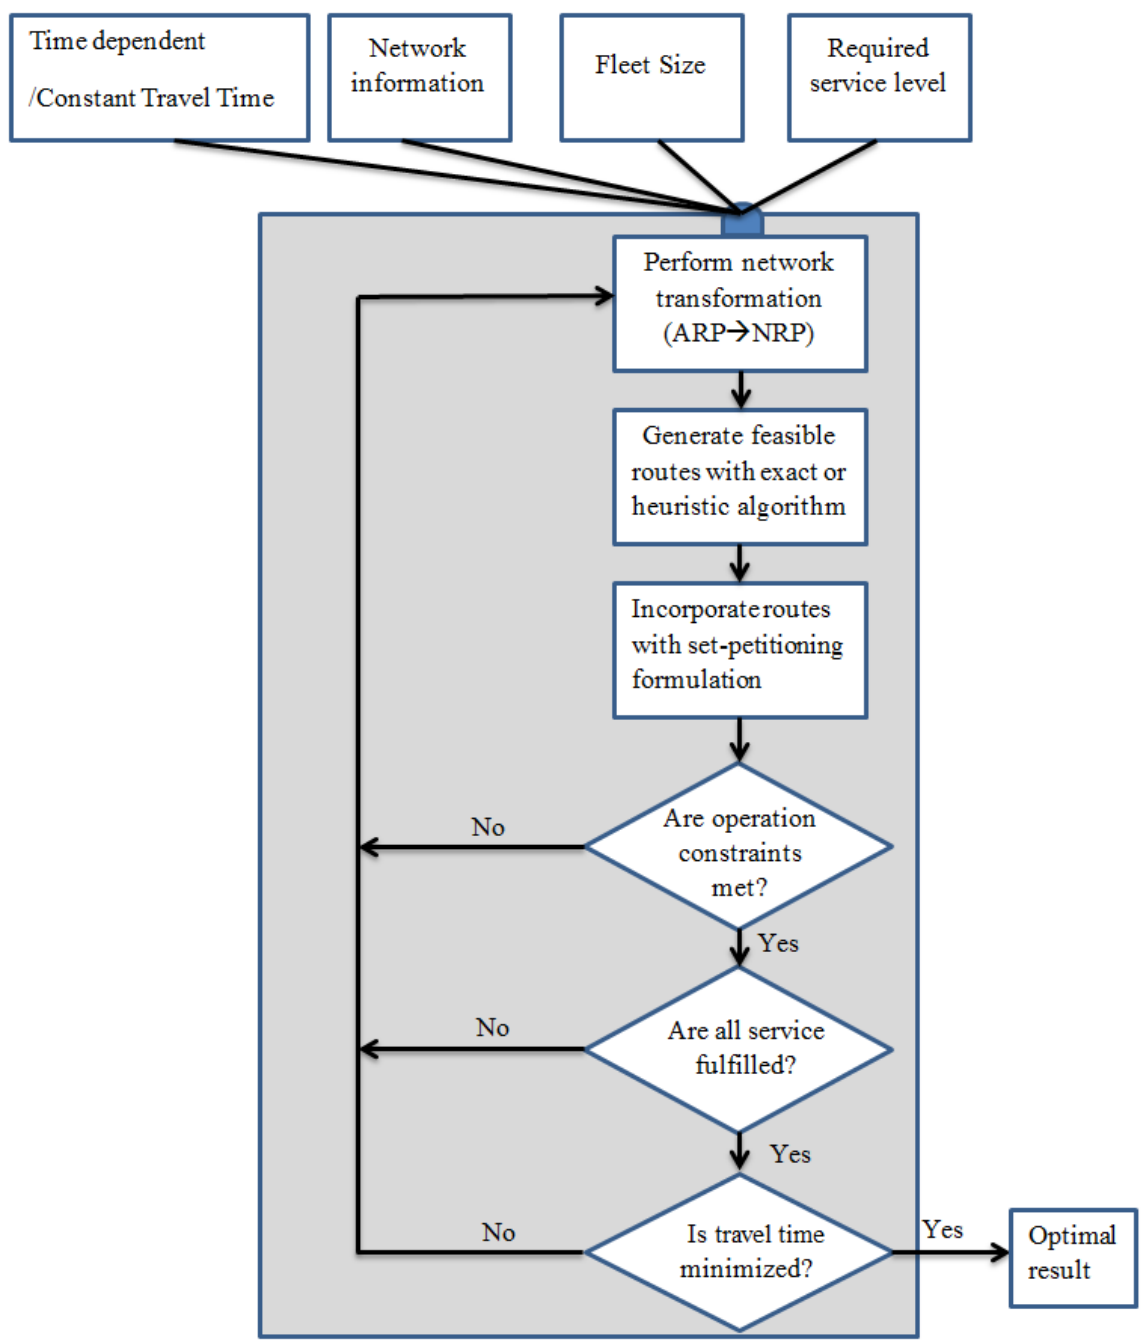 Time dependent
/Constant Travel Time
Network
information
Fleet Size
Required
service level
Perform network
transformation
(ARP→NRP)
Generate feasible
routes with exact or
heuristic algorithm
Incorporate routes
with set-petitioning
formulation
Are operation
constraints
met?
No
Yes
Are all service
fulfilled?
No
Yes
Is travel time
minimized?
No
Yes
Optimal
result